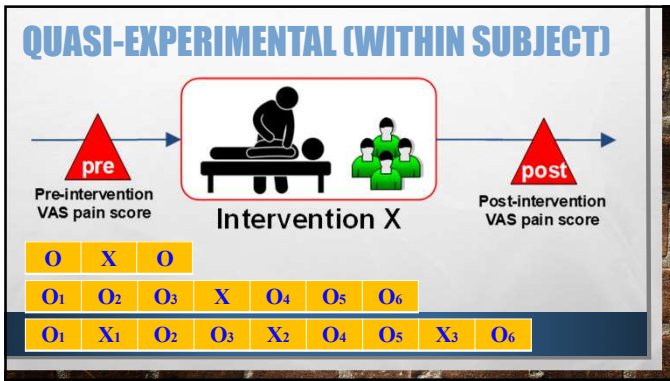 QUASI-EXPERIMENTAL (WITHIN SUBJECT)
pre
post
Pre-intervention
VAS pain score
Intervention X
Post-intervention
VAS pain score
O X O
O1 O2 O3 X O4 O5 O6
O1 X1 O2 O3 X2 O4 O5 X3 O6